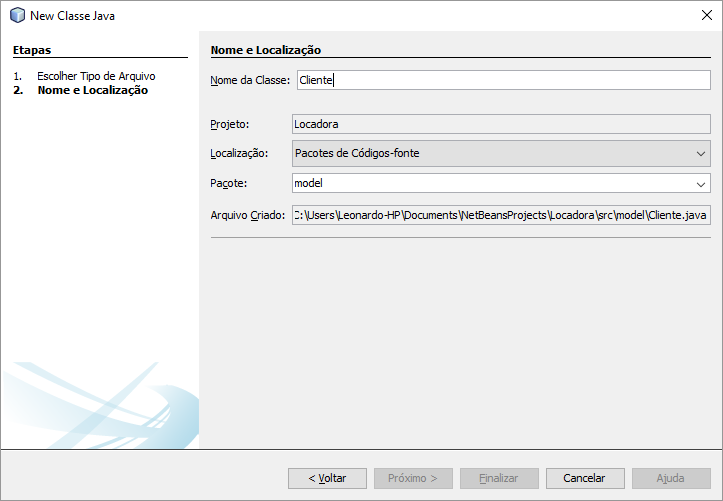 New Classe Java
Etapas
1. Escolher Tipo de Arquivo
2. Nome e Localização
Nome e Localização
Nome da Classe: Cliente
Projeto: Locadora
Localização: Pacotes de Códigos-fonte
Pacote: model
Arquivo Criado: C:\Users\Leonardo-HP\Documents\NetBeansProjects\Locadora\src\model\Cliente.java
< Voltar Próximo > Finalizar Cancelar Ajuda